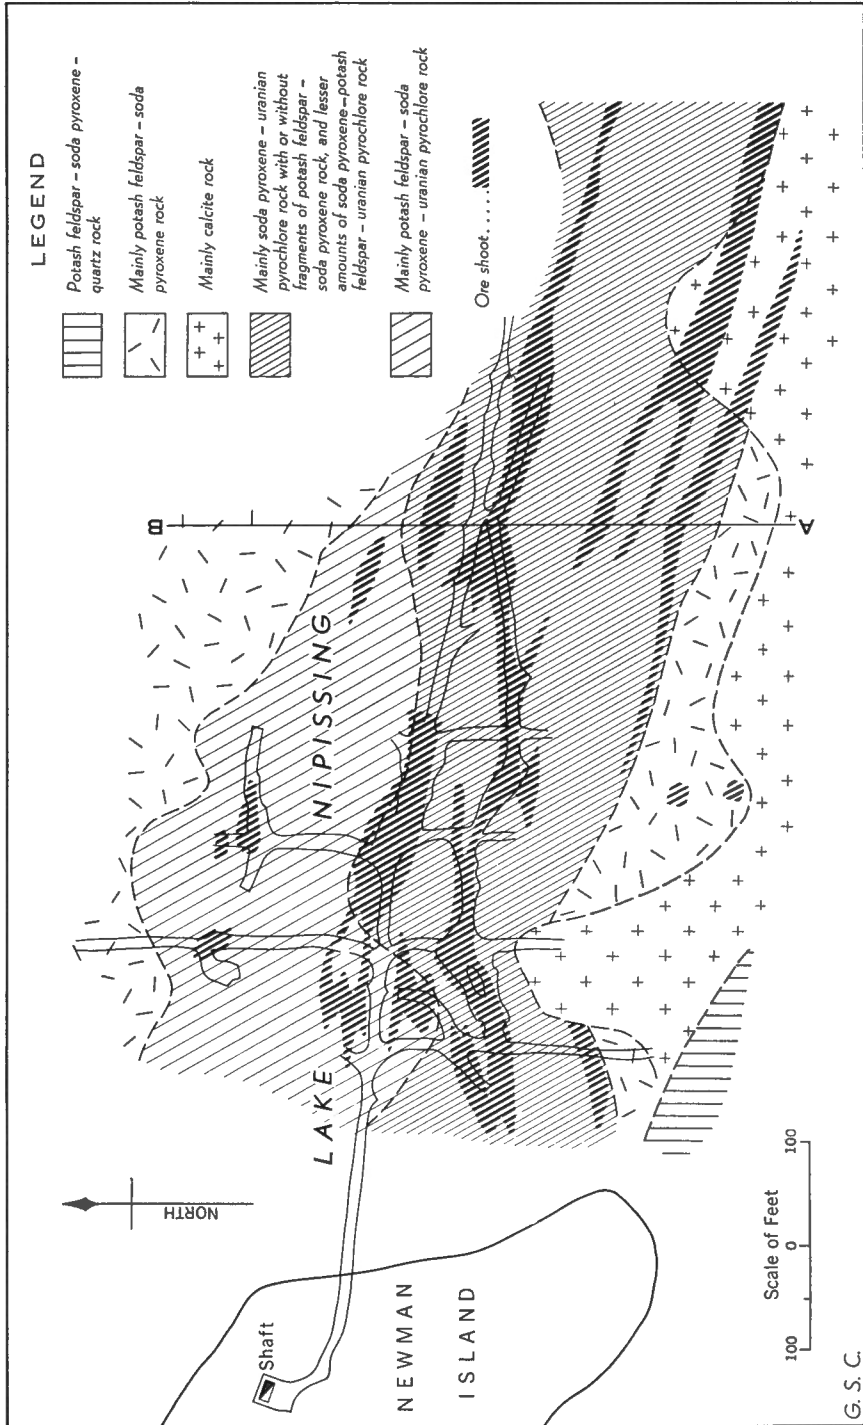 LEGEND
Potash feldspar – soda pyroxene –
quartz rock
Mainly potash feldspar – soda
pyroxene rock
Mainly calcite rock
Mainly soda pyroxene – uranian
pyrochlore rock with or without
fragments of potash feldspar –
soda pyroxene rock, and lesser
amounts of soda pyroxene–potash
feldspar – uranian pyrochlore rock
Mainly potash feldspar – soda
pyroxene – uranian pyrochlore rock
Ore shoot.....
B
A
LAKE NIPISSING
NORTH
Shaft
NEWMAN
ISLAND
Scale of Feet
100 0 100
G. S. C.